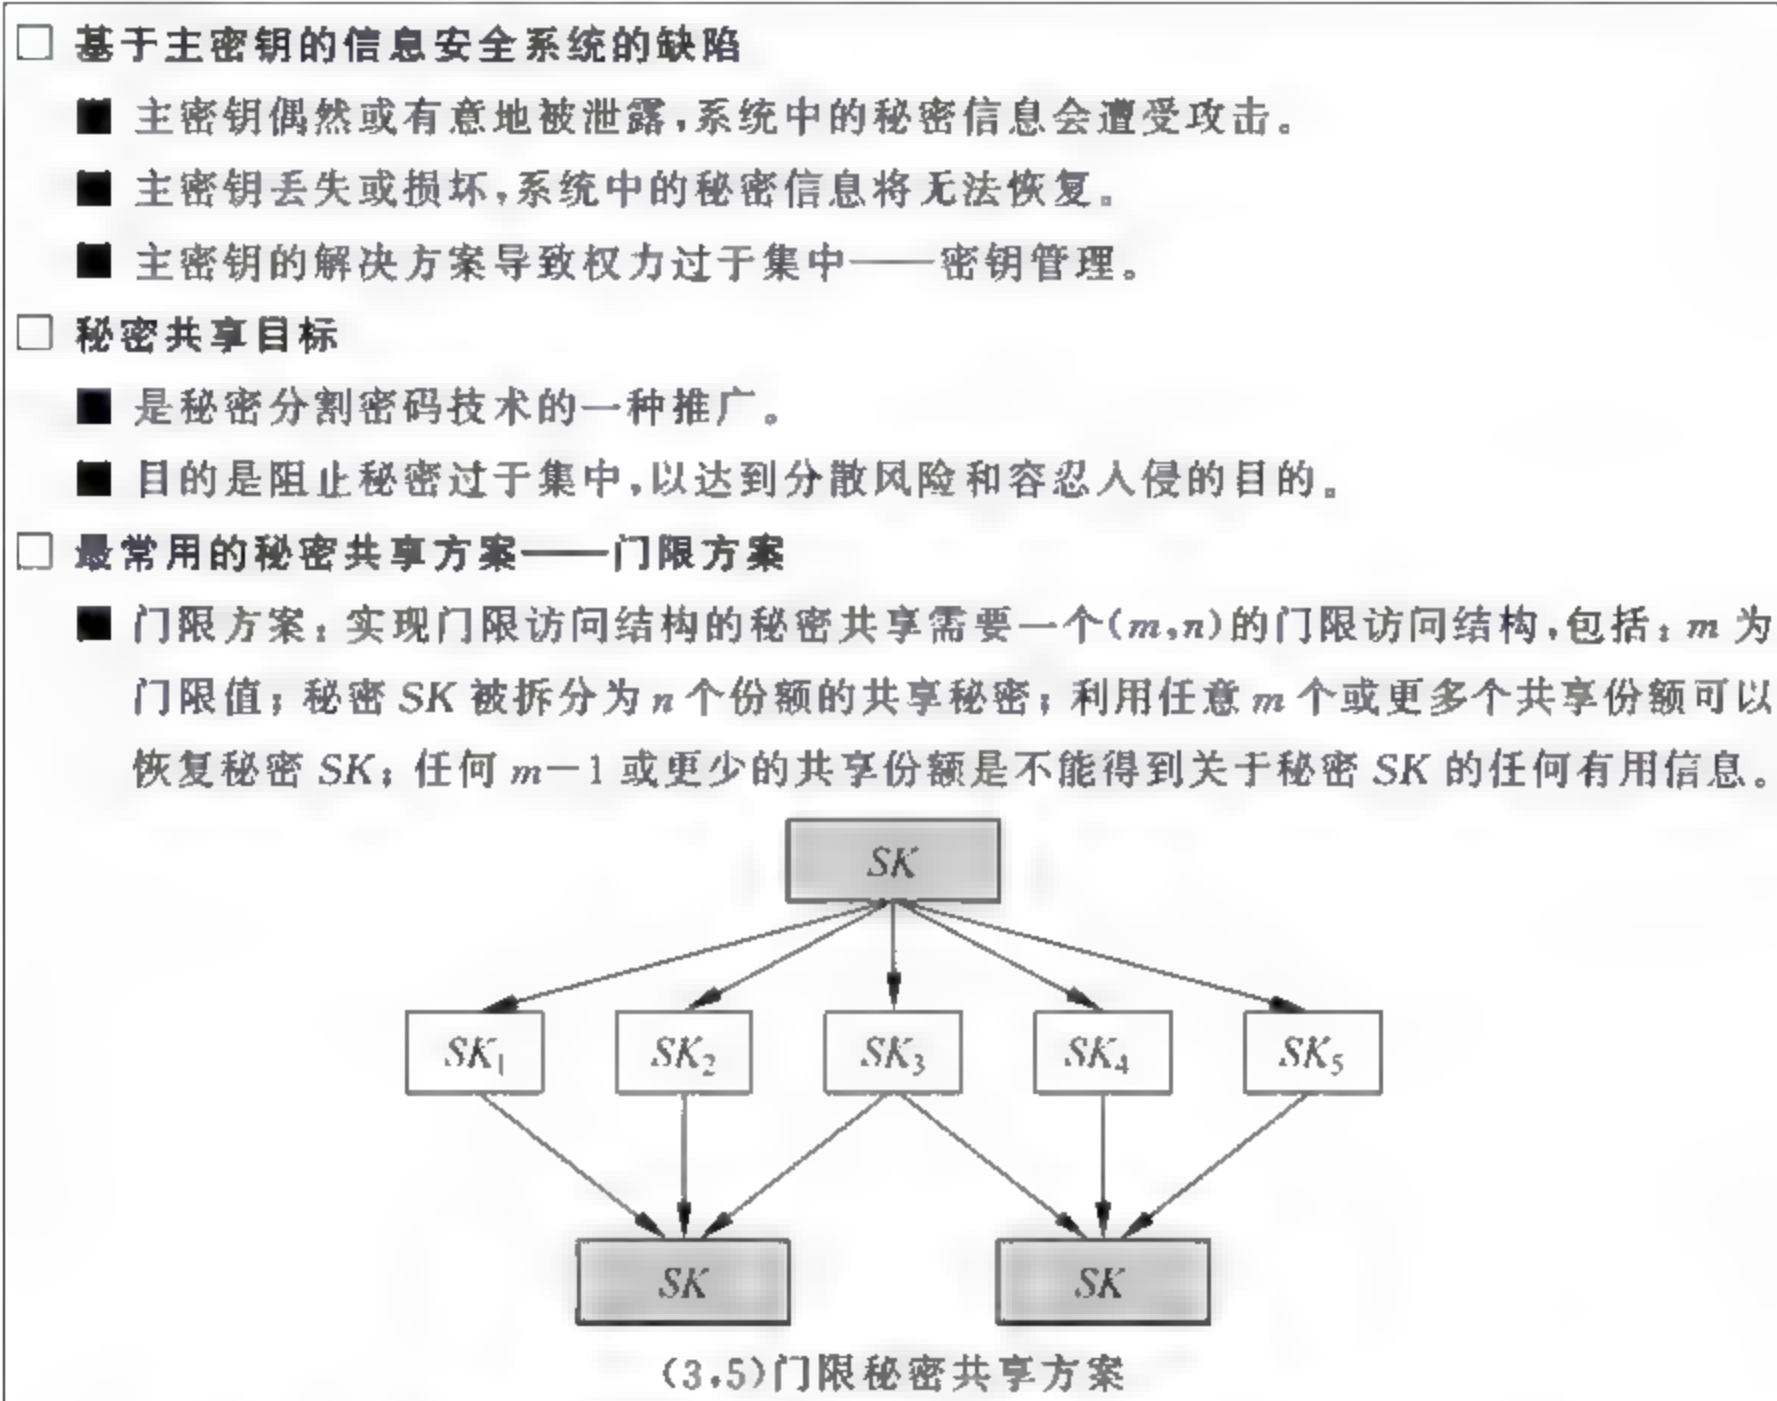 □ 基于主密钥的信息安全系统的缺陷
■ 主密钥偶然或有意地被泄露,系统中的秘密信息会遭受攻击。
■ 主密钥丢失或损坏,系统中的秘密信息将无法恢复。
■ 主密钥的解决方案导致权力过于集中——密钥管理。
□ 秘密共享目标
■ 是秘密分割密码技术的一种推广。
■ 目的是阻止秘密过于集中,以达到分散风险和容忍入侵的目的。
□ 最常用的秘密共享方案——门限方案
■ 门限方案:实现门限访问结构的秘密共享需要一个(m,n)的门限访问结构,包括:m 为
门限值;秘密 SK 被拆分为 n 个份额的共享秘密;利用任意 m 个或更多个共享份额可以
恢复秘密 SK;任何 m-1 或更少的共享份额是不能得到关于秘密 SK 的任何有用信息。
SK
SK₁ SK₂ SK₃ SK₄ SK₅
SK SK
(3,5)门限秘密共享方案